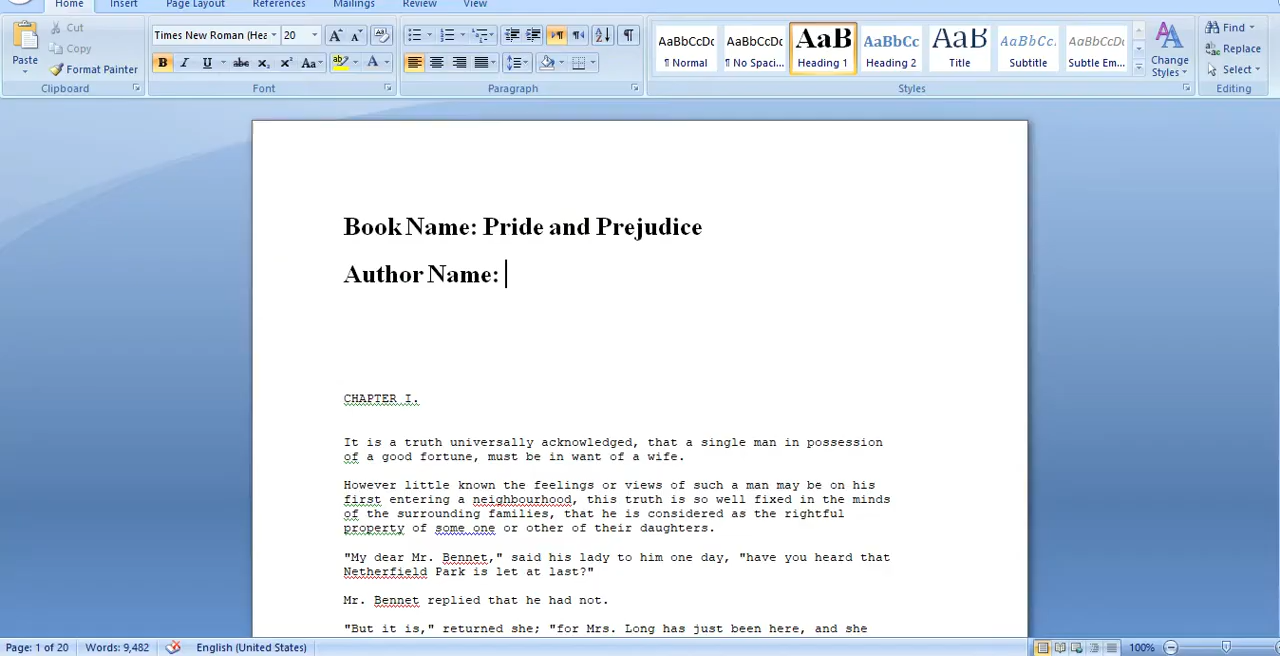 Home Insert Page Layout References Mailings Review View
Cut
Copy
Format Painter
Paste
Clipboard
Times New Roman (Hea 20
Font
Paragraph
AaBbCcDc AaBbCcDc AaB AaBbCc AaB AaBbCc. AaBbCcDt
¶ Normal ¶ No Spaci... Heading 1 Heading 2 Title Subtitle Subtle Em...
Change
Styles
Styles
Find
Replace
Select
Editing
Book Name: Pride and Prejudice
Author Name:
CHAPTER I.
It is a truth universally acknowledged, that a single man in possession
of a good fortune, must be in want of a wife.
However little known the feelings or views of such a man may be on his
first entering a neighbourhood, this truth is so well fixed in the minds
of the surrounding families, that he is considered as the rightful
property of some one or other of their daughters.
"My dear Mr. Bennet," said his lady to him one day, "have you heard that
Netherfield Park is let at last?"
Mr. Bennet replied that he had not.
"But it is," returned she; "for Mrs. Long has just been here, and she
Page: 1 of 20 Words: 9,482 English (United States) 100%